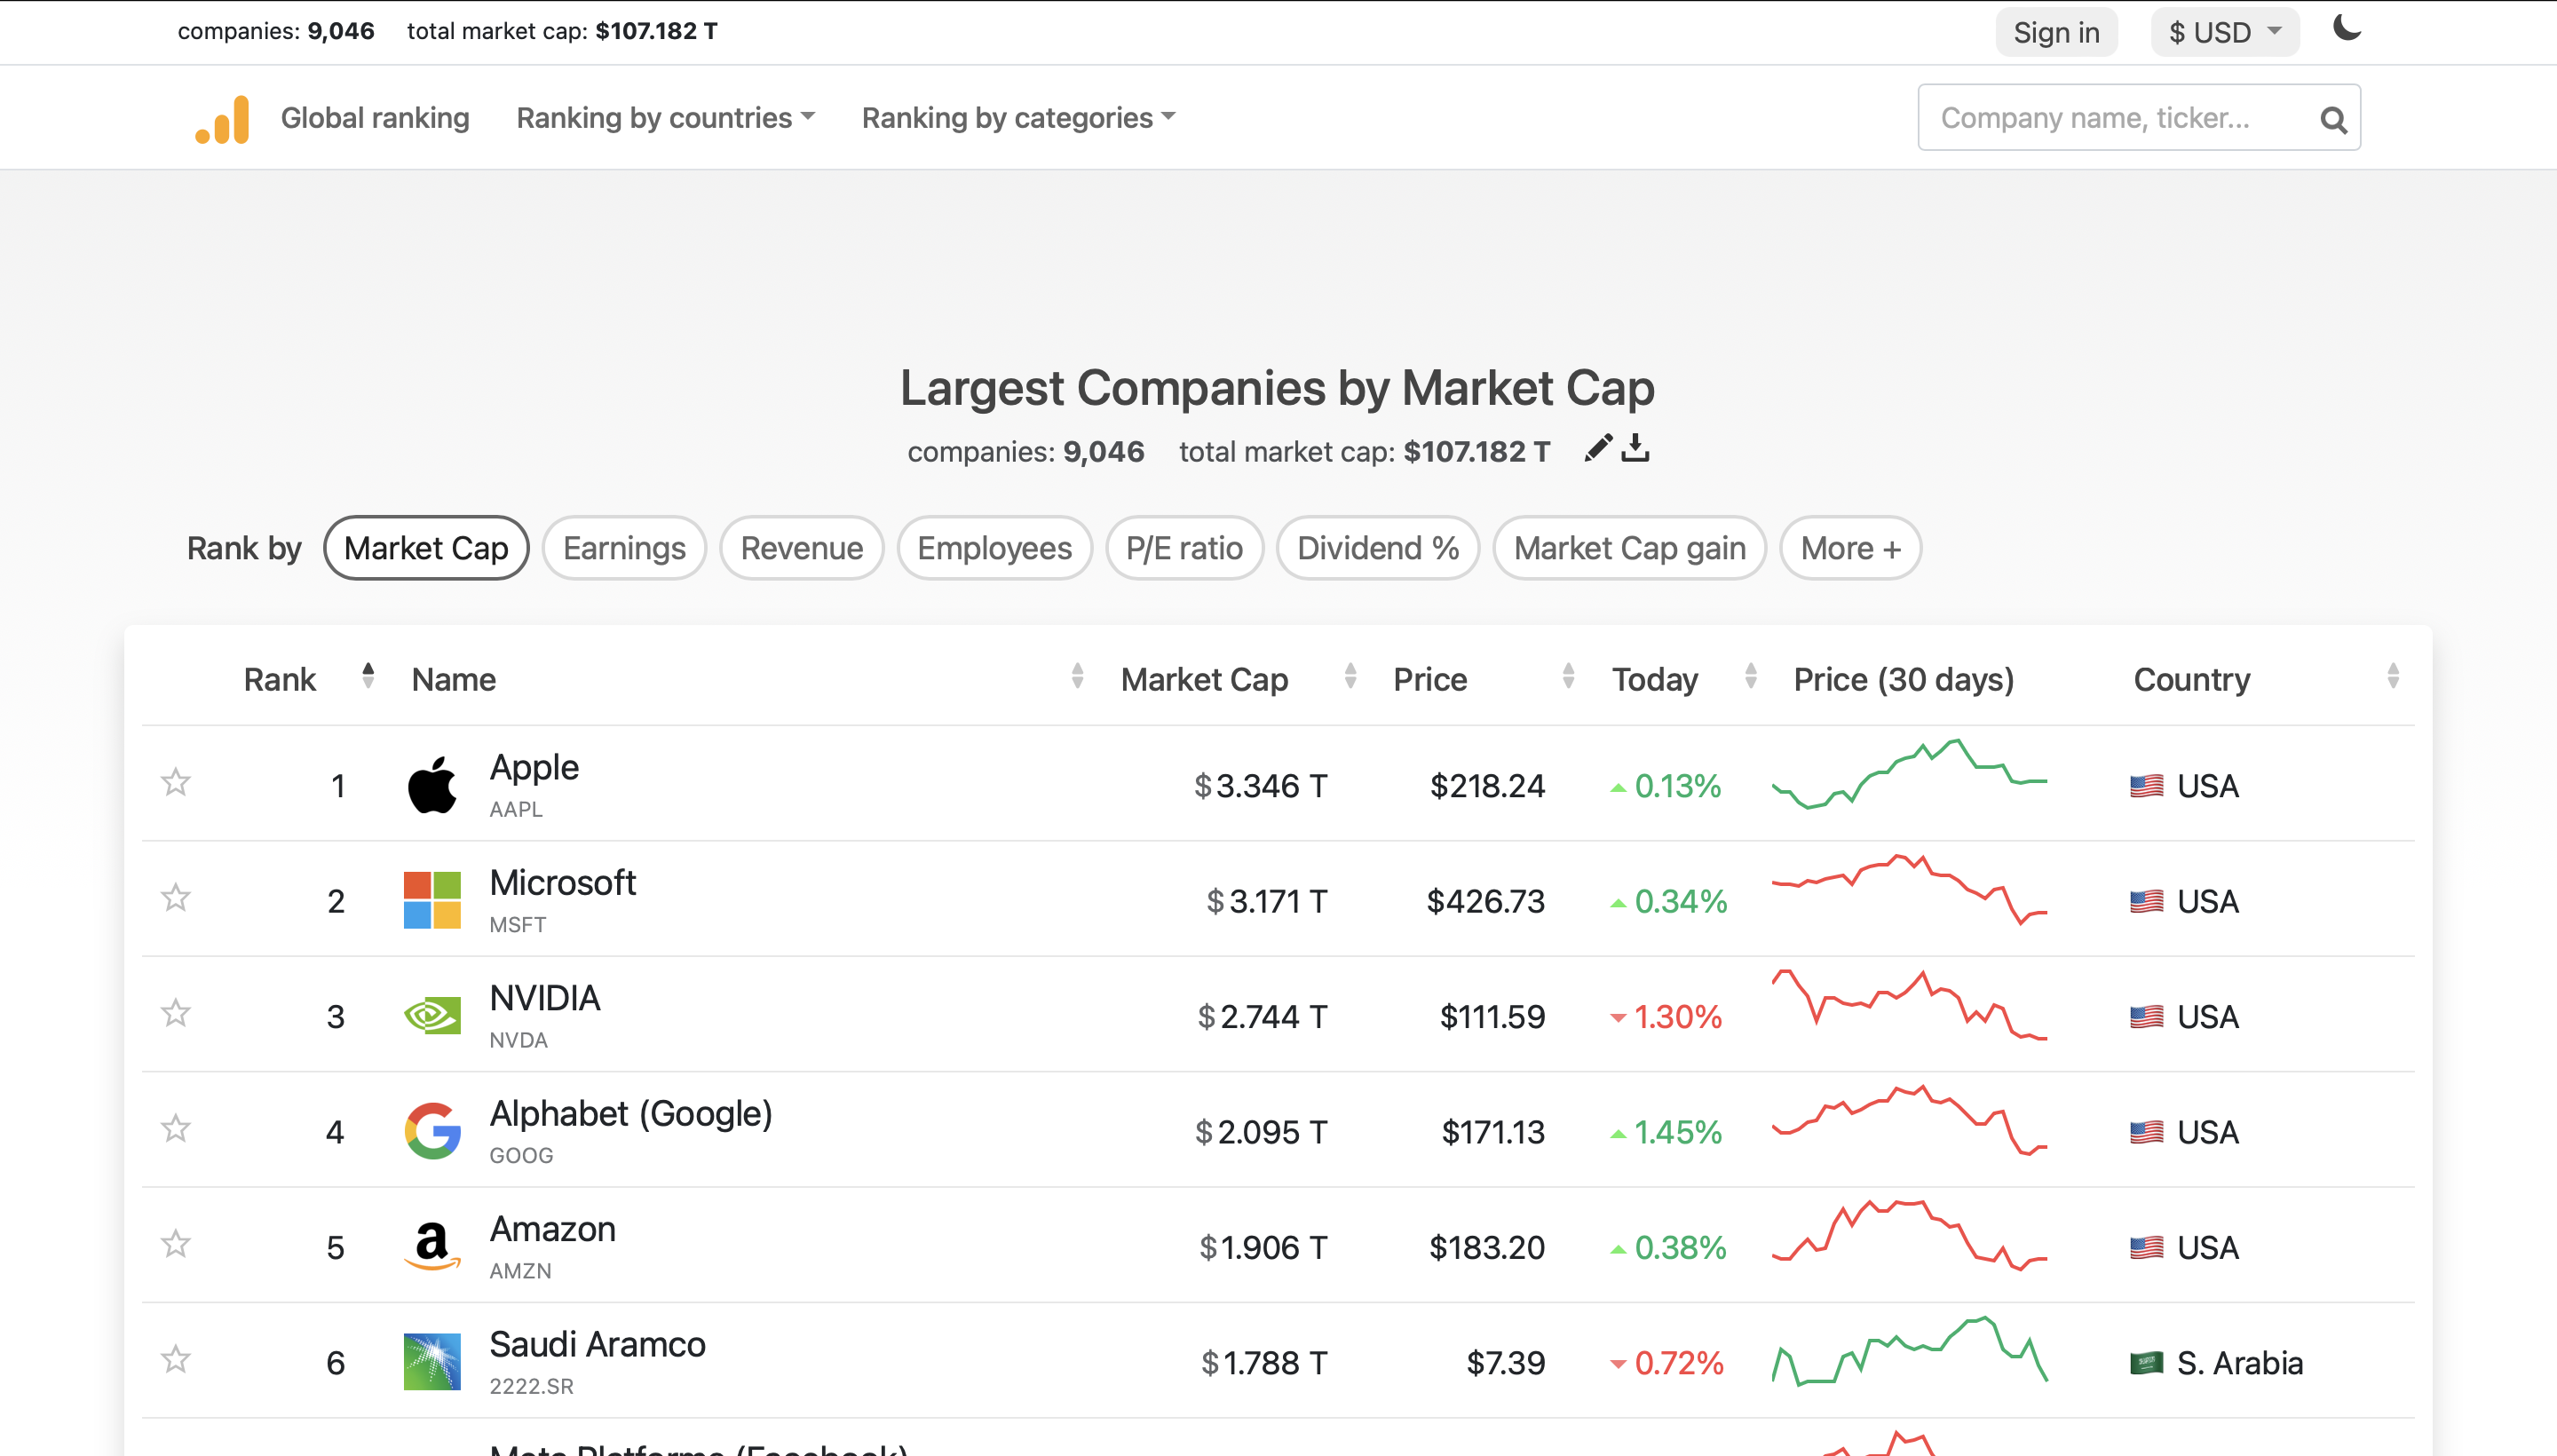 companies: 9,046 total market cap: $107.182 T Sign in $ USD
Global ranking Ranking by countries Ranking by categories Company name, ticker...
Largest Companies by Market Cap
companies: 9,046 total market cap: $107.182 T
Rank by Market Cap Earnings Revenue Employees P/E ratio Dividend % Market Cap gain More +
Rank Name Market Cap Price Today Price (30 days) Country
1 Apple $3.346 T $218.24 0.13% USA
AAPL
2 Microsoft $3.171 T $426.73 0.34% USA
MSFT
3 NVIDIA $2.744 T $111.59 1.30% USA
NVDA
4 Alphabet (Google) $2.095 T $171.13 1.45% USA
GOOG
5 Amazon $1.906 T $183.20 0.38% USA
AMZN
6 Saudi Aramco $1.788 T $7.39 0.72% S. Arabia
2222.SR
Meta Platforms (Facebook)